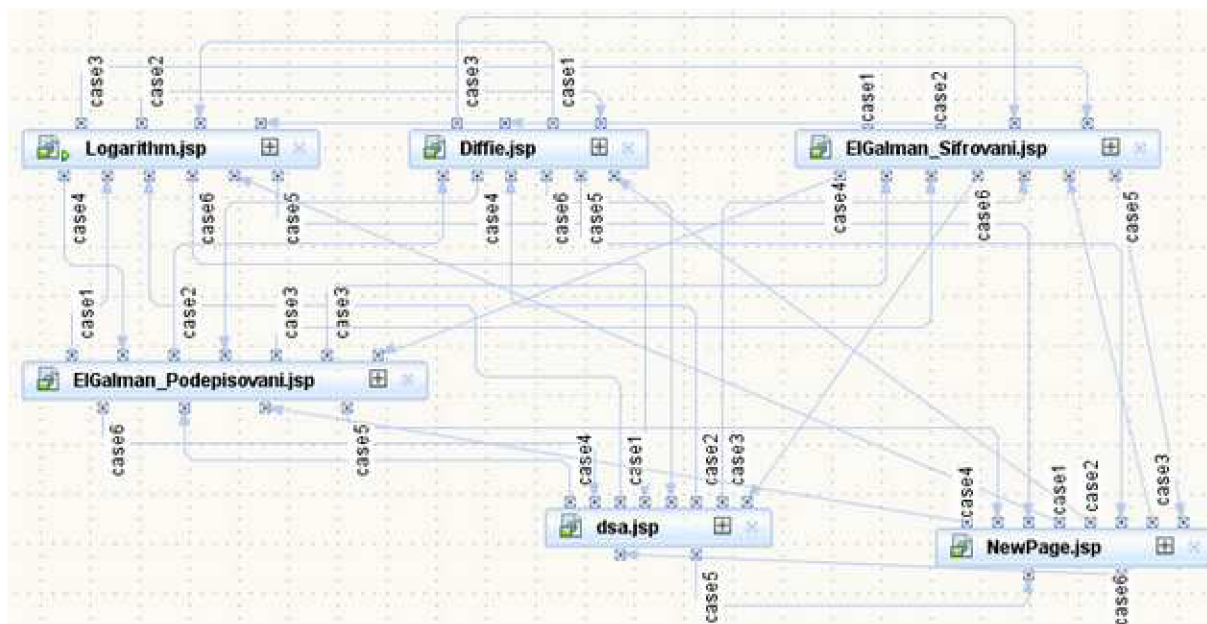 case3
case2
case3
case1
case1
case2
Logarithm.jsp
Diffie.jsp
ElGalman_Sifrovani.jsp
case4
case6
case5
case4
case6
case5
case4
case6
case5
case1
case2
case3
case3
ElGalman_Podepisovani.jsp
case6
case5
case4
case1
case2
case3
case4
case1
case2
case3
dsa.jsp
NewPage.jsp
case5
case6